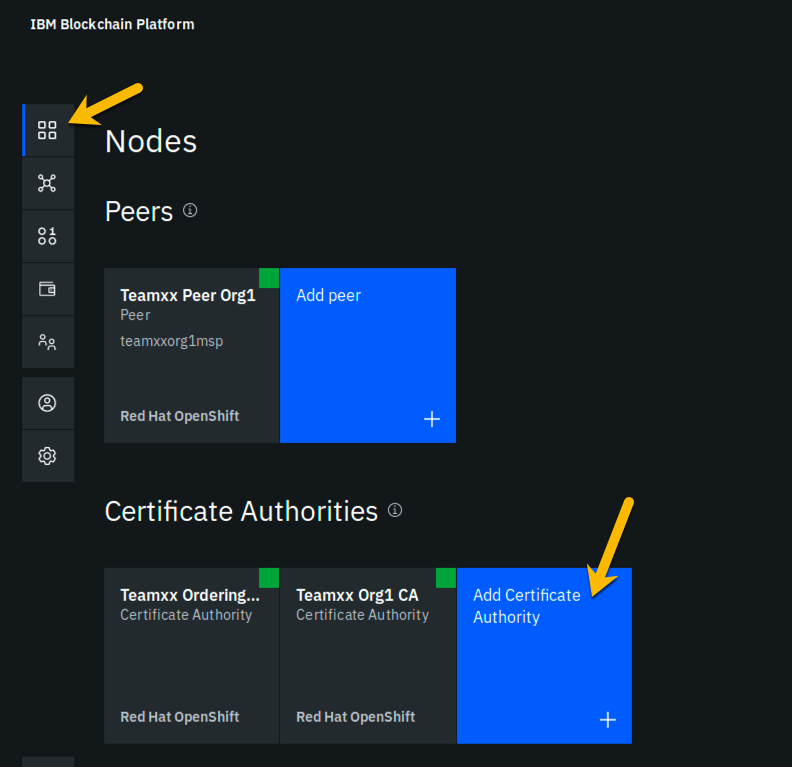 IBM Blockchain Platform
Nodes
Peers
Teamxx Peer Org1
Peer
teamxxorg1msp
Red Hat OpenShift
Add peer
Certificate Authorities
Teamxx Ordering...
Certificate Authority
Red Hat OpenShift
Teamxx Org1 CA
Certificate Authority
Red Hat OpenShift
Add Certificate
Authority